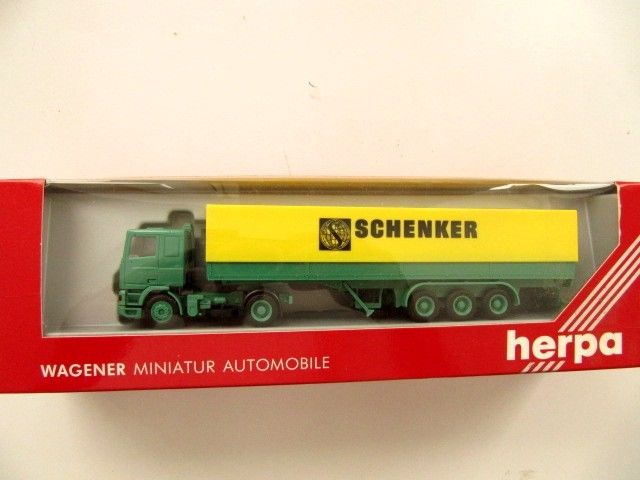 SCHENKER
herpa
WAGENER MINIATUR AUTOMOBILE